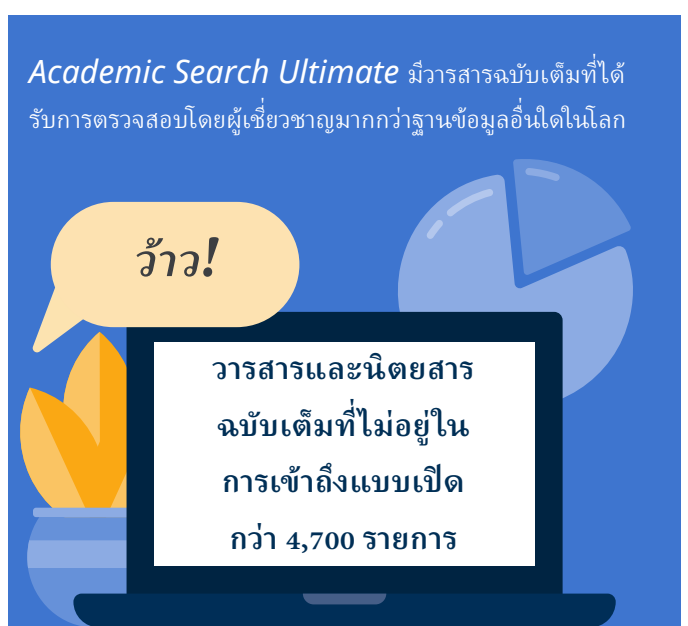 Academic Search Ultimate มีวารสารฉบับเต็มที่ได้
รับการตรวจสอบโดยผู้เชี่ยวชาญมากกว่าฐานข้อมูลอื่นใดในโลก
ว้าว!
วารสารและนิตยสาร
ฉบับเต็มที่ไม่อยู่ใน
การเข้าถึงแบบเปิด
กว่า 4,700 รายการ